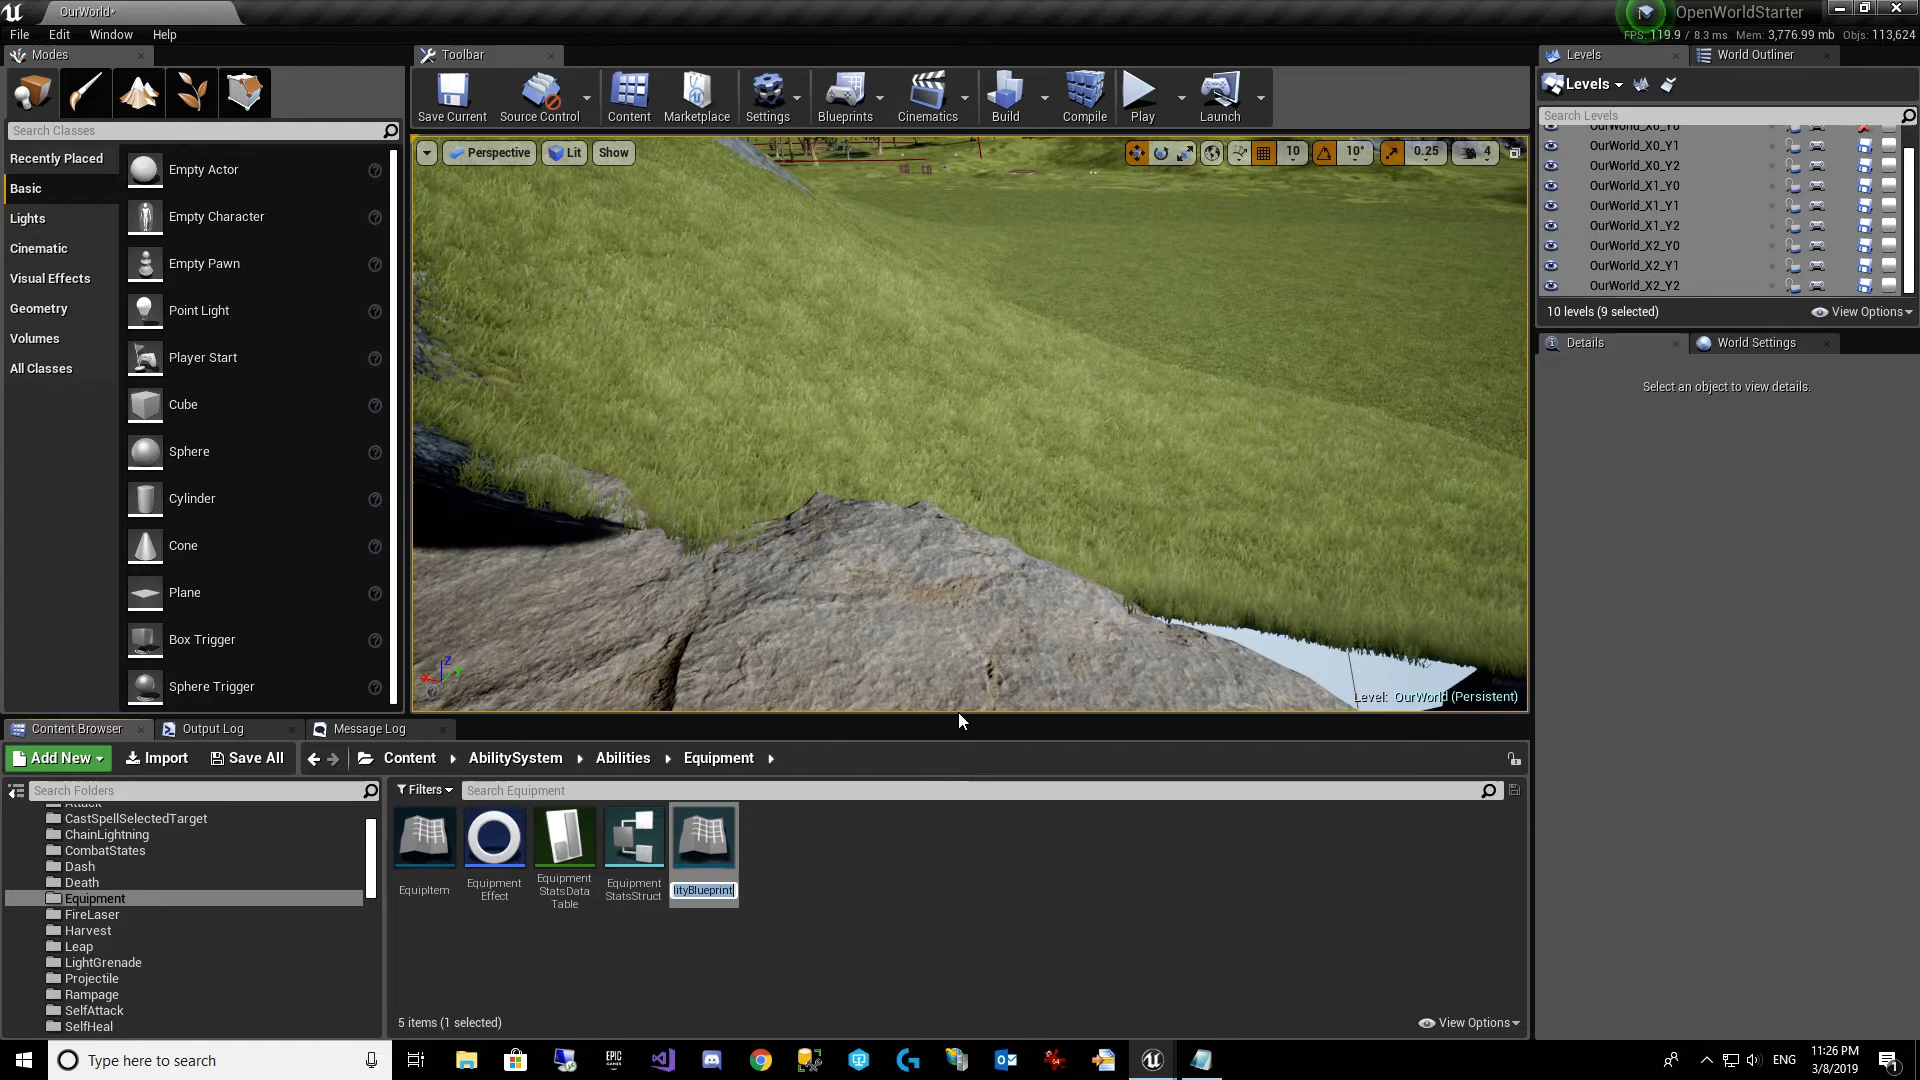 OurWorld*
OpenWorldStarter
File Edit Window Help
FPS: 119.9 / 8.3 ms Mem: 3,776.99 mb Objs: 113,624
Modes
Toolbar
Levels
World Outliner
Save Current
Source Control
Content
Marketplace
Settings
Blueprints
Cinematics
Build
Compile
Play
Launch
Levels
Search Classes
Search Levels
Recently Placed
Basic
Lights
Cinematic
Visual Effects
Geometry
Volumes
All Classes
Empty Actor
Empty Character
Empty Pawn
Point Light
Player Start
Cube
Sphere
Cylinder
Cone
Plane
Box Trigger
Sphere Trigger
Perspective
Lit
Show
10
10°
0.25
4
OurWorld_X0_Y0
OurWorld_X0_Y1
OurWorld_X0_Y2
OurWorld_X1_Y0
OurWorld_X1_Y1
OurWorld_X1_Y2
OurWorld_X2_Y0
OurWorld_X2_Y1
OurWorld_X2_Y2
10 levels (9 selected)
View Options
Details
World Settings
Select an object to view details.
Z
Level: OurWorld (Persistent)
Content Browser
Output Log
Message Log
Add New
Import
Save All
Content
AbilitySystem
Abilities
Equipment
Search Folders
Filters
Search Equipment
Attack
CastSpellSelectedTarget
ChainLightning
CombatStates
Dash
Death
Equipment
FireLaser
Harvest
Leap
LightGrenade
Projectile
Rampage
SelfAttack
SelfHeal
EquipItem
Equipment
Effect
Equipment
StatsData
Table
Equipment
StatsStruct
lityBlueprint
5 items (1 selected)
View Options
Type here to search
EPIC
GAMES
64
ENG
11:26 PM
3/8/2019
1